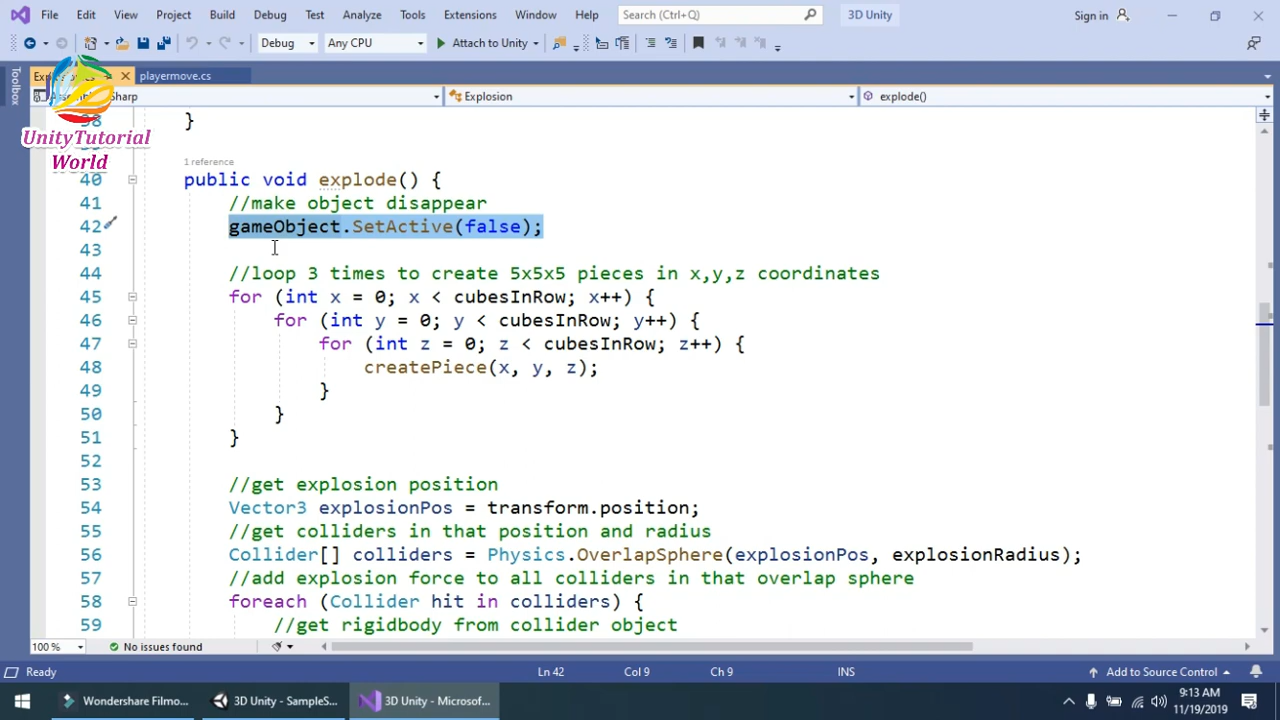 File Edit View Project Build Debug Test Analyze Tools Extensions Window Help Search (Ctrl+Q) 3D Unity Sign in
Debug Any CPU Attach to Unity
playermove.cs
Explosion explode()
UnityTutorial
World
Toolbox
}
1 reference
40 public void explode() {
41 //make object disappear
42 gameObject.SetActive(false);
43
44 //loop 3 times to create 5x5x5 pieces in x,y,z coordinates
45 for (int x = 0; x < cubesInRow; x++) {
46 for (int y = 0; y < cubesInRow; y++) {
47 for (int z = 0; z < cubesInRow; z++) {
48 createPiece(x, y, z);
49 }
50 }
51 }
52
53 //get explosion position
54 Vector3 explosionPos = transform.position;
55 //get colliders in that position and radius
56 Collider[] colliders = Physics.OverlapSphere(explosionPos, explosionRadius);
57 //add explosion force to all colliders in that overlap sphere
58 foreach (Collider hit in colliders) {
59 //get rigidbody from collider object
100 % No issues found
Ready Ln 42 Col 9 Ch 9 INS Add to Source Control
Wondershare Filmo... 3D Unity - SampleS... 3D Unity - Microsof... 9:13 AM
11/19/2019